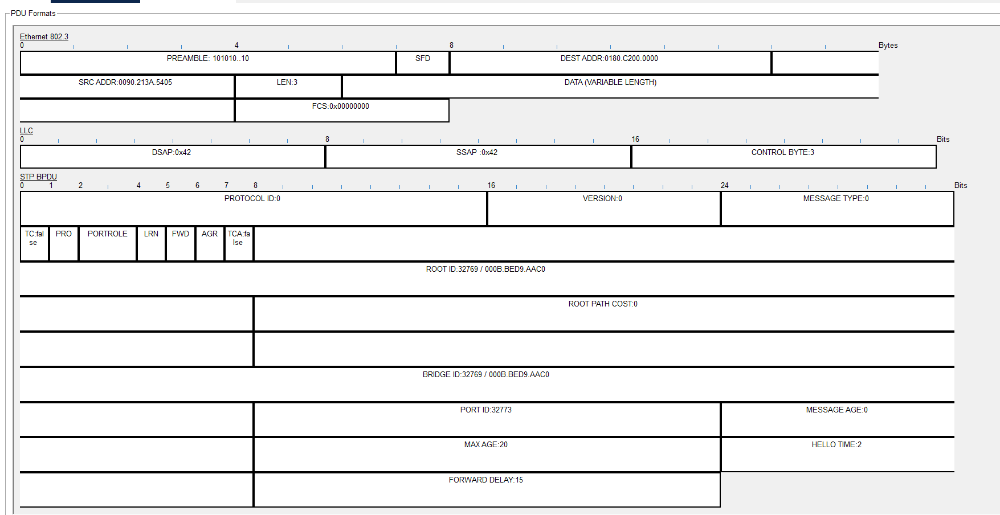 PDU Formats
Ethernet 802.3
0 4 8 Bytes
PREAMBLE: 101010..10 SFD DEST ADDR:0180.C200.0000
SRC ADDR:0090.213A.5405 LEN:3 DATA (VARIABLE LENGTH)
FCS:0x00000000
LLC
0 8 16 Bits
DSAP:0x42 SSAP :0x42 CONTROL BYTE:3
STP BPDU
0 1 2 4 5 6 7 8 16 24 Bits
PROTOCOL ID:0 VERSION:0 MESSAGE TYPE:0
TC:fal PRO PORTROLE LRN FWD AGR TCA:fa
se lse
ROOT ID:32769 / 000B.BED9.AAC0
ROOT PATH COST:0
BRIDGE ID:32769 / 000B.BED9.AAC0
PORT ID:32773 MESSAGE AGE:0
MAX AGE:20 HELLO TIME:2
FORWARD DELAY:15